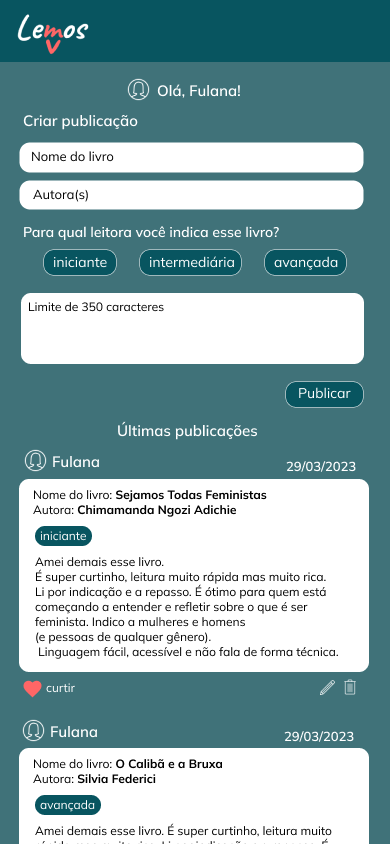 Lemos
Olá, Fulana!
Criar publicação
Nome do livro
Autora(s)
Para qual leitora você indica esse livro?
iniciante intermediária avançada
Limite de 350 caracteres
Publicar
Últimas publicações
Fulana
29/03/2023
Nome do livro: Sejamos Todas Feministas
Autora: Chimamanda Ngozi Adichie
iniciante
Amei demais esse livro.
É super curtinho, leitura muito rápida mas muito rica.
Li por indicação e a repasso. É ótimo para quem está
começando a entender e refletir sobre o que é ser
feminista. Indico a mulheres e homens
(e pessoas de qualquer gênero).
Linguagem fácil, acessível e não fala de forma técnica.
curtir
Fulana
29/03/2023
Nome do livro: O Calibã e a Bruxa
Autora: Silvia Federici
avançada
Amei demais esse livro. É super curtinho, leitura muito